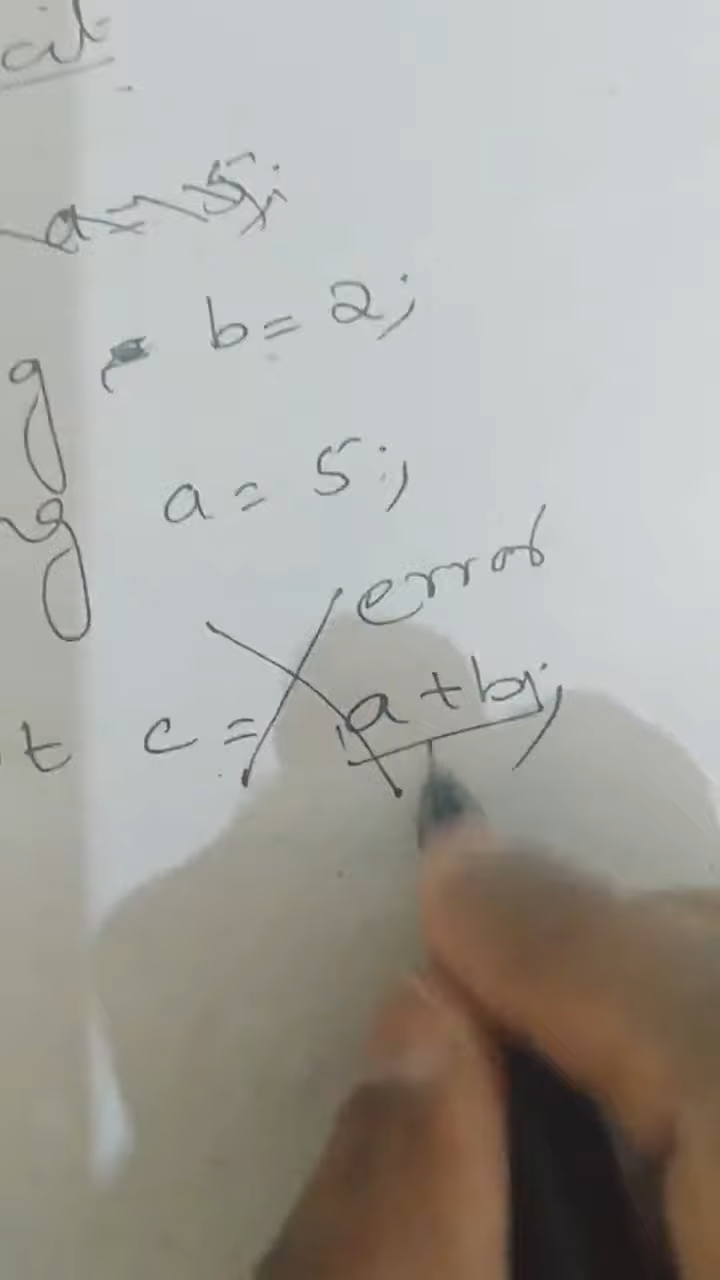 a = 5;
g b = 2;
g a = 5;
error
t c = a + b;